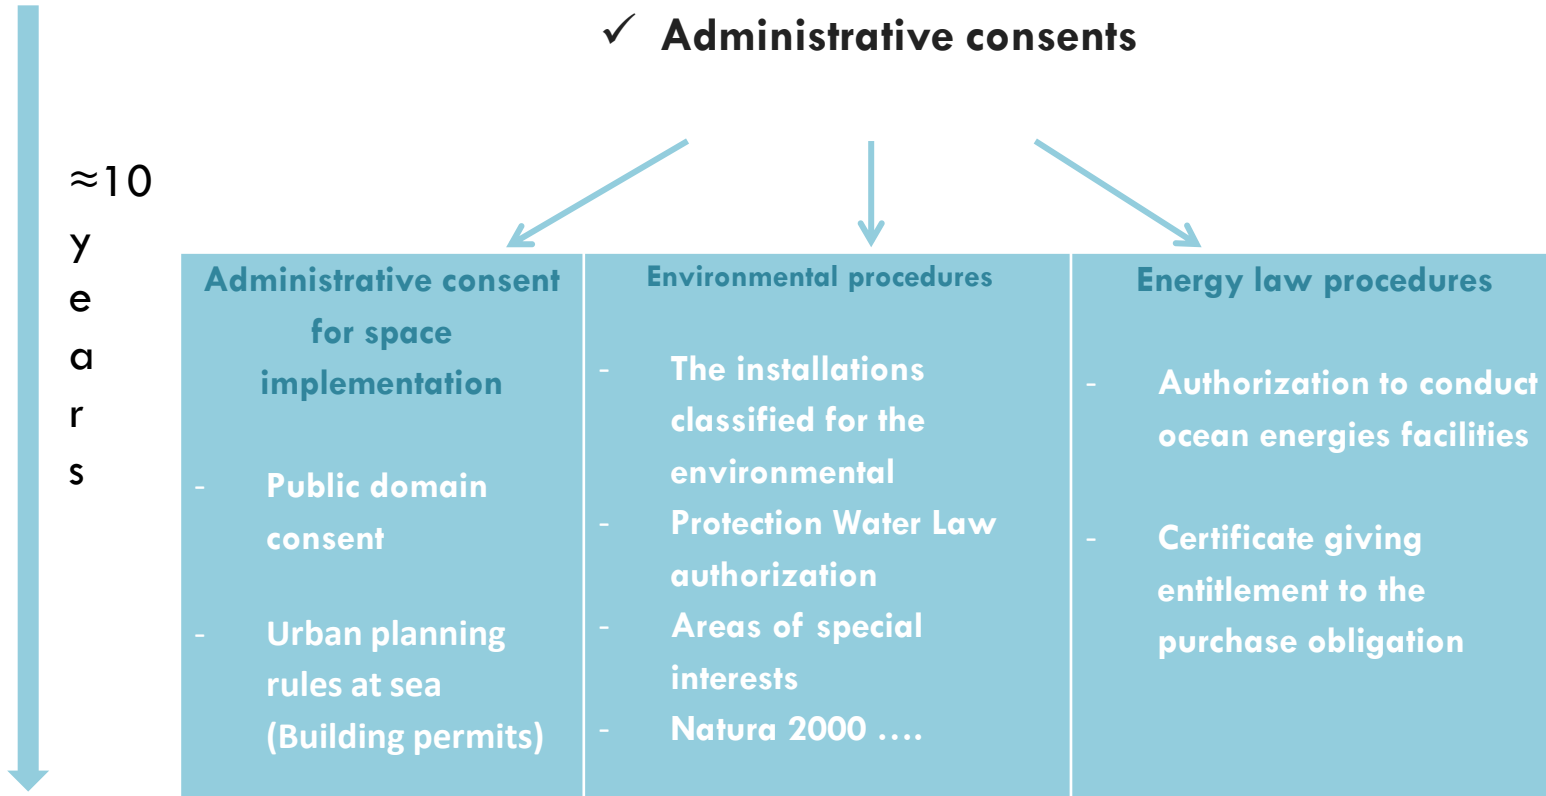 ✓ Administrative consents
≈10
y
e
a
r
s
Administrative consent
for space
implementation
- Public domain
consent
- Urban planning
rules at sea
(Building permits)
Environmental procedures
- The installations
classified for the
environmental
- Protection Water Law
authorization
- Areas of special
interests
- Natura 2000 ....
Energy law procedures
- Authorization to conduct
ocean energies facilities
- Certificate giving
entitlement to the
purchase obligation